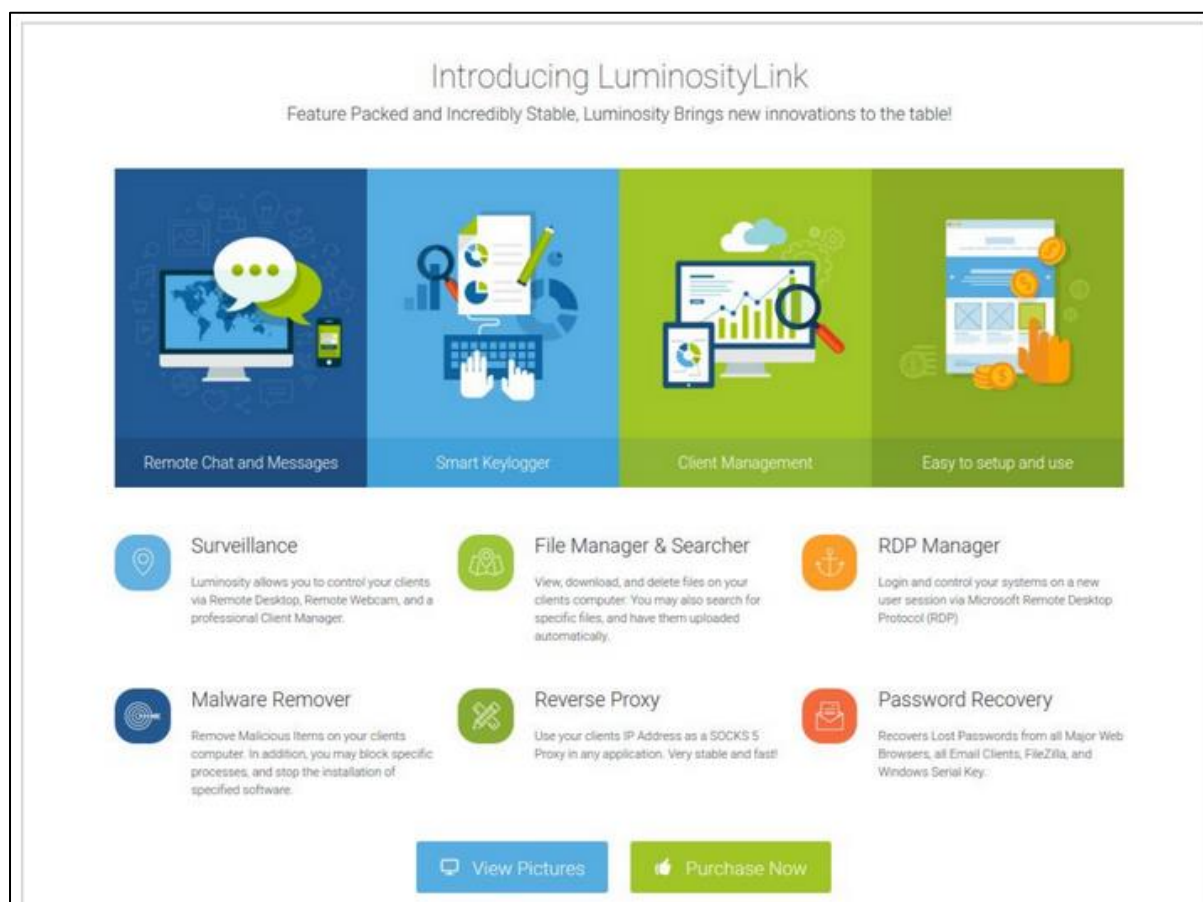 Introducing LuminosityLink
Feature Packed and Incredibly Stable, Luminosity Brings new innovations to the table!
Remote Chat and Messages
Smart Keylogger
Client Management
Easy to setup and use
Surveillance
Luminosity allows you to control your clients
via Remote Desktop, Remote Webcam, and a
professional Client Manager.
File Manager & Searcher
View, download, and delete files on your
clients computer. You may also search for
specific files, and have them uploaded
automatically.
RDP Manager
Login and control your systems on a new
user session via Microsoft Remote Desktop
Protocol (RDP)
Malware Remover
Remove Malicious Items on your clients
computer. In addition, you may block specific
processes, and stop the installation of
specified software.
Reverse Proxy
Use your clients IP Address as a SOCKS 5
Proxy in any application. Very stable and fast!
Password Recovery
Recovers Lost Passwords from all Major Web
Browsers, all Email Clients, FileZilla, and
Windows Serial Key.
View Pictures
Purchase Now